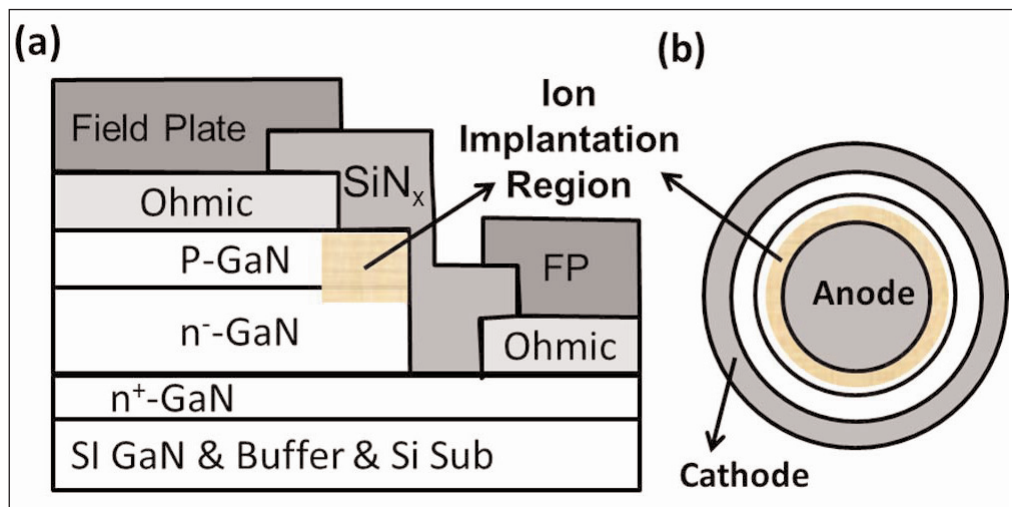 (a)
Field Plate
SiNₓ
Ohmic
P-GaN
n⁻-GaN
n⁺-GaN
SI GaN & Buffer & Si Sub
FP
Ohmic
Ion
Implantation
Region
(b)
Anode
Cathode